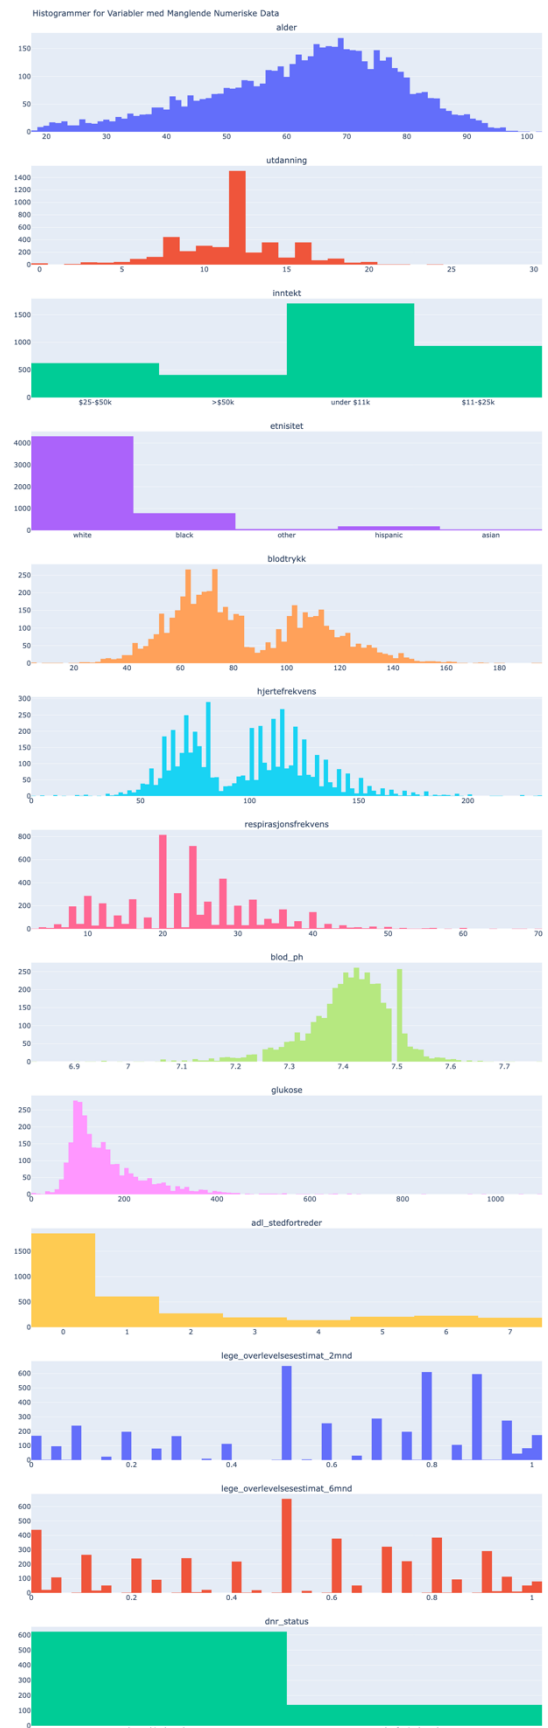 Histogrammer for Variabler med Manglende Numeriske Data
alder
150
100
50
0
20 30 40 50 60 70 80 90 100
utdanning
1400
1200
1000
800
600
400
200
0
0 5 10 15 20 25 30
inntekt
1500
1000
500
0
$25-$50k >$50k under $11k $11-$25k
etnisitet
4000
3000
2000
1000
0
white black other hispanic asian
blodtrykk
250
200
150
100
50
0
20 40 60 80 100 120 140 160 180
hjertefrekvens
300
250
200
150
100
50
0
0 50 100 150 200
respirasjonsfrekvens
800
600
400
200
0
10 20 30 40 50 60 70
blod_ph
250
200
150
100
50
0
6.9 7 7.1 7.2 7.3 7.4 7.5 7.6 7.7
glukose
250
200
150
100
50
0
0 200 400 600 800 1000
adl_stedfortreder
1500
1000
500
0
0 1 2 3 4 5 6 7
lege_overlevelsesestimat_2mnd
600
500
400
300
200
100
0
0 0.2 0.4 0.6 0.8 1
lege_overlevelsesestimat_6mnd
600
500
400
300
200
100
0
0 0.2 0.4 0.6 0.8 1
dnr_status
600
500
400
300
200
100
0